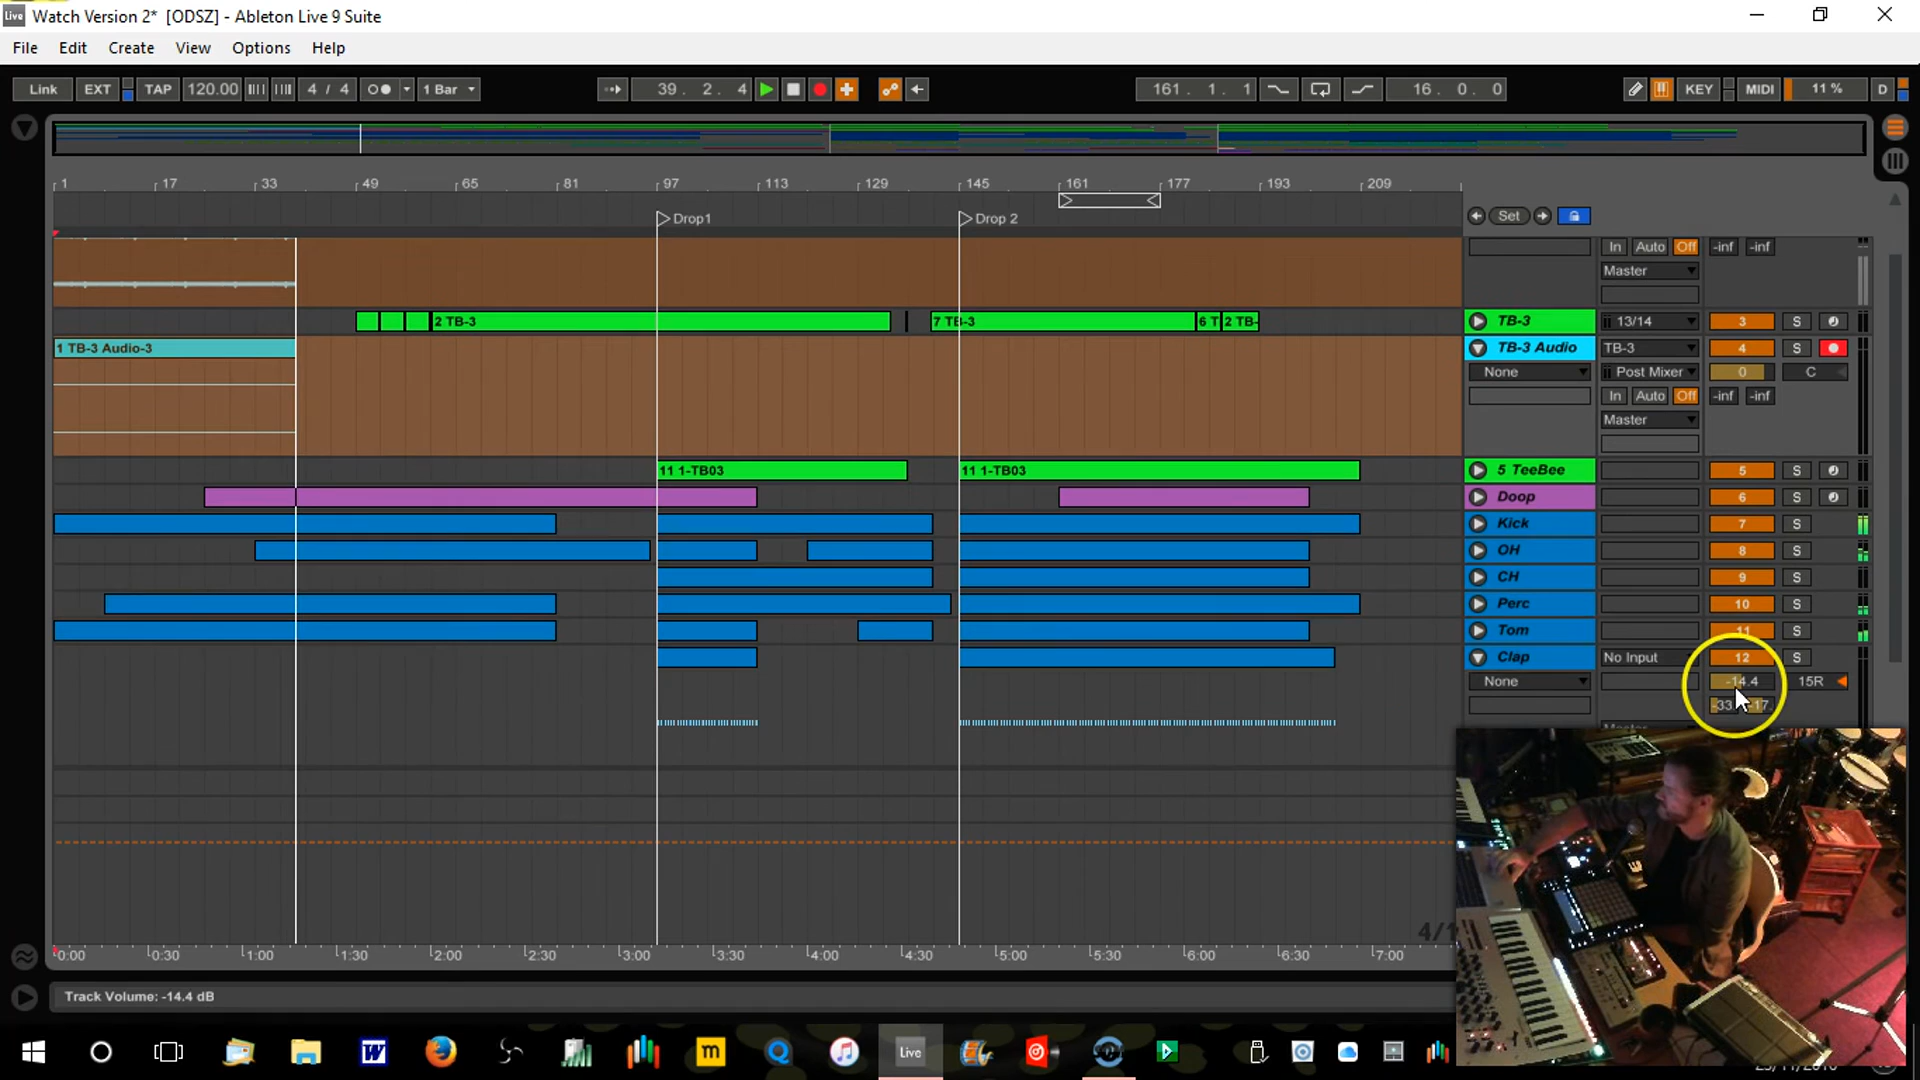 Live Watch Version 2* [ODSZ] - Ableton Live 9 Suite
File Edit Create View Options Help
Link EXT TAP 120.00 4 / 4 1 Bar 39. 2. 4 161. 1. 1 16. 0. 0 KEY MIDI 11 % D
1 17 33 49 65 81 97 113 129 145 161 177 193 209
Drop1 Drop 2 Set
In Auto Off -inf -inf
Master
2 TB-3 7 TB-3 6 T 2 TB- TB-3 13/14 3 S
1 TB-3 Audio-3 TB-3 Audio TB-3 4 S
None Post Mixer 0 C
In Auto Off -inf -inf
Master
11 1-TB03 11 1-TB03 5 TeeBee 5 S
Doop 6 S
Kick 7 S
OH 8 S
CH 9 S
Perc 10 S
Tom 11 S
Clap No Input 12 S
None -14.4 15R
-33. -17.
4/1
0:00 0:30 1:00 1:30 2:00 2:30 3:00 3:30 4:00 4:30 5:00 5:30 6:00 6:30 7:00
Track Volume: -14.4 dB
W m Live